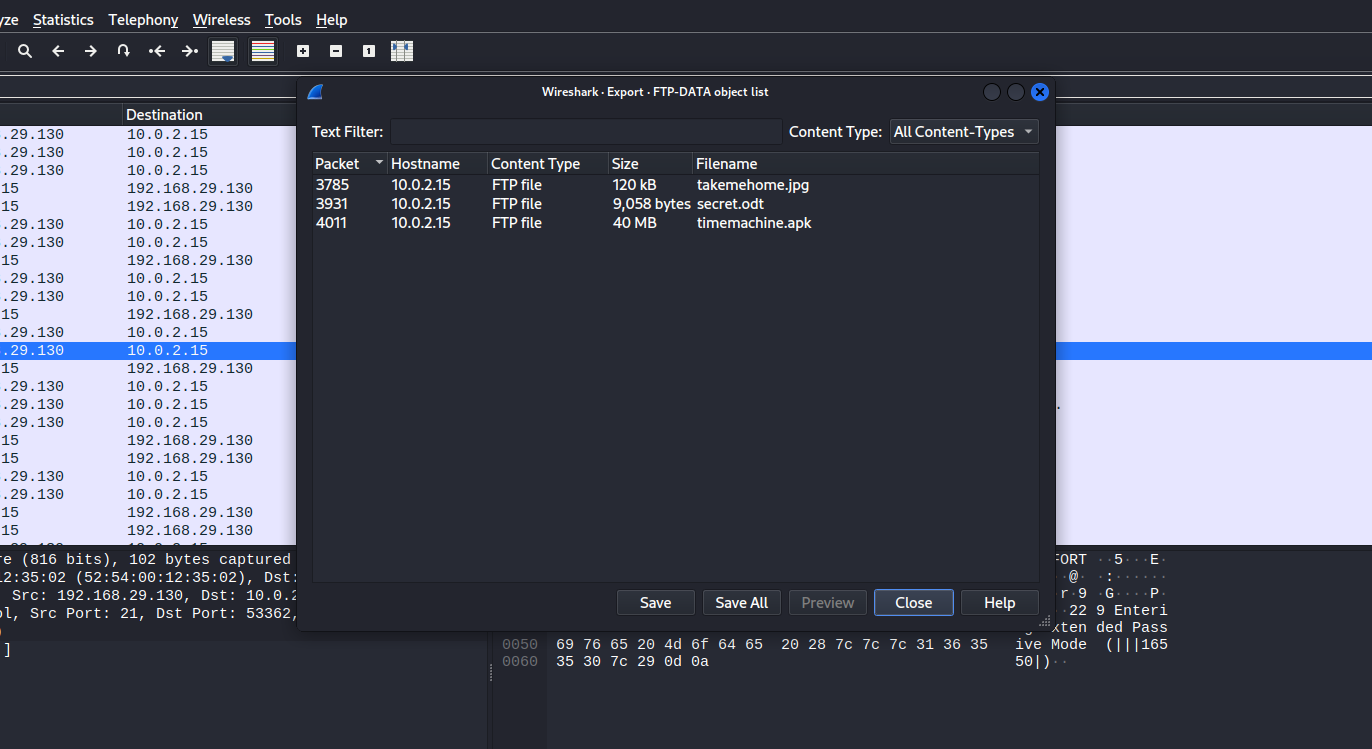 yze Statistics Telephony Wireless Tools Help
Wireshark · Export · FTP-DATA object list
Text Filter: Content Type: All Content-Types
Packet Hostname Content Type Size Filename
3785 10.0.2.15 FTP file 120 kB takemehome.jpg
3931 10.0.2.15 FTP file 9,058 bytes secret.odt
4011 10.0.2.15 FTP file 40 MB timemachine.apk
Save Save All Preview Close Help
Destination
.29.130 10.0.2.15
.29.130 10.0.2.15
.29.130 10.0.2.15
15 192.168.29.130
15 192.168.29.130
.29.130 10.0.2.15
.29.130 10.0.2.15
15 192.168.29.130
.29.130 10.0.2.15
.29.130 10.0.2.15
15 192.168.29.130
.29.130 10.0.2.15
.29.130 10.0.2.15
15 192.168.29.130
.29.130 10.0.2.15
.29.130 10.0.2.15
.29.130 10.0.2.15
15 192.168.29.130
15 192.168.29.130
.29.130 10.0.2.15
.29.130 10.0.2.15
15 192.168.29.130
15 192.168.29.130
re (816 bits), 102 bytes captured
12:35:02 (52:54:00:12:35:02), Dst:
Src: 192.168.29.130, Dst: 10.0.2
ol, Src Port: 21, Dst Port: 53362,
)
]
FORT ··5···E·
·@· ·:······
r·9 ·G····P·
··22 9 Enteri
xten ded Pass
0050 69 76 65 20 4d 6f 64 65 20 28 7c 7c 7c 31 36 35 ive Mode (|||165
0060 35 30 7c 29 0d 0a 50|)··